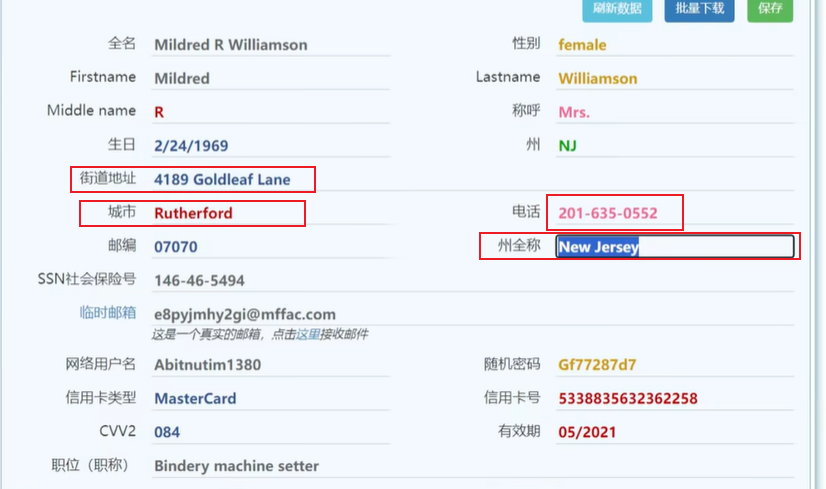 刷新数据 批量下载 保存
全名 Mildred R Williamson 性别 female
Firstname Mildred Lastname Williamson
Middle name R 称呼 Mrs.
生日 2/24/1969 州 NJ
街道地址 4189 Goldleaf Lane
城市 Rutherford 电话 201-635-0552
邮编 07070 州全称 New Jersey
SSN社会保险号 146-46-5494
临时邮箱 e8pyjmhy2gi@mffac.com
这是一个真实的邮箱，点击这里接收邮件
网络用户名 Abitnutim1380 随机密码 Gf77287d7
信用卡类型 MasterCard 信用卡号 5338835632362258
CVV2 084 有效期 05/2021
职位（职称） Bindery machine setter